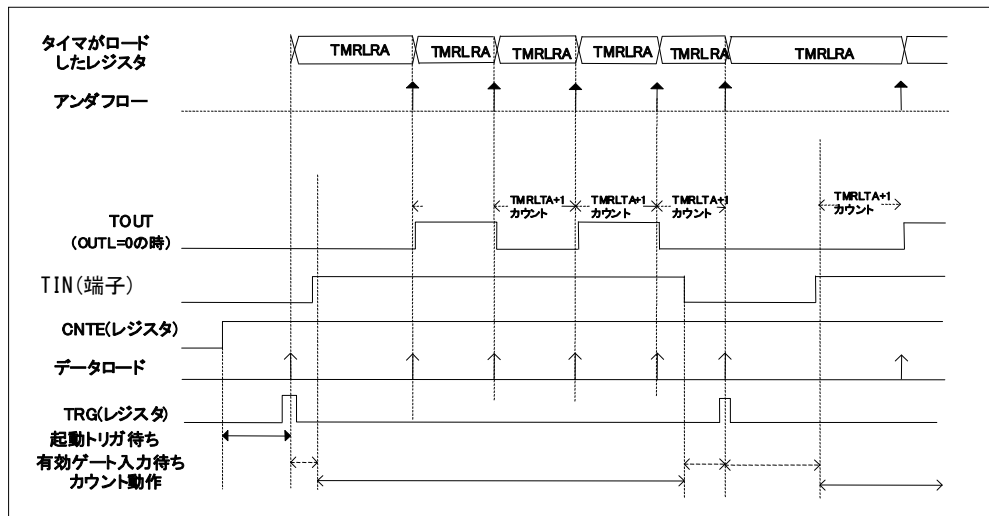 タイマがロード
したレジスタ
TMRLRA TMRLRA TMRLRA TMRLRA TMRLRA TMRLRA
アンダフロー
TMRLTA+1
カウント
TMRLTA+1
カウント
TMRLTA+1
カウント
TMRLTA+1
カウント
TOUT
(OUTL=0の時)
TIN(端子)
CNTE(レジスタ)
データロード
TRG(レジスタ)
起動トリガ待ち
有効ゲート入力待ち
カウント動作